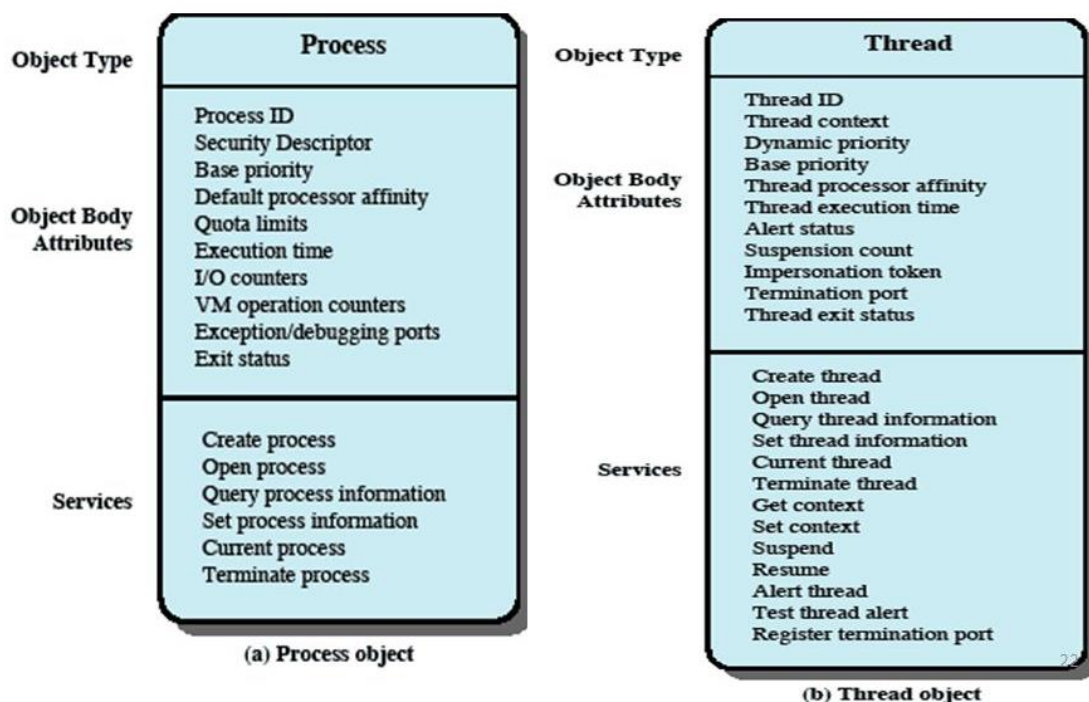 Object Type
Process
Object Body
Attributes
Process ID
Security Descriptor
Base priority
Default processor affinity
Quota limits
Execution time
I/O counters
VM operation counters
Exception/debugging ports
Exit status
Services
Create process
Open process
Query process information
Set process information
Current process
Terminate process
(a) Process object
Object Type
Thread
Object Body
Attributes
Thread ID
Thread context
Dynamic priority
Base priority
Thread processor affinity
Thread execution time
Alert status
Suspension count
Impersonation token
Termination port
Thread exit status
Services
Create thread
Open thread
Query thread information
Set thread information
Current thread
Terminate thread
Get context
Set context
Suspend
Resume
Alert thread
Test thread alert
Register termination port
22
(b) Thread object